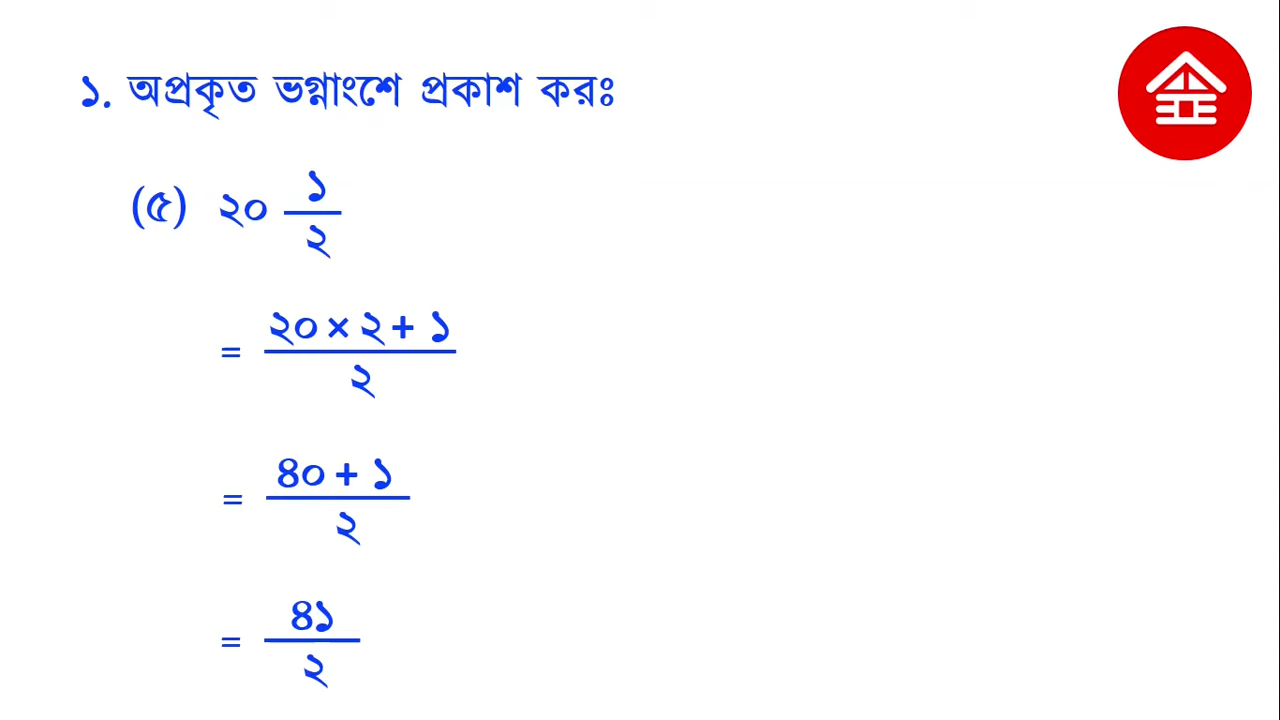 ১. অপ্রকৃত ভগ্নাংশে প্রকাশ করঃ
(৫) ২০ ১/২
= ২০ × ২ + ১ / ২
= ৪০ + ১ / ২
= ৪১ / ২